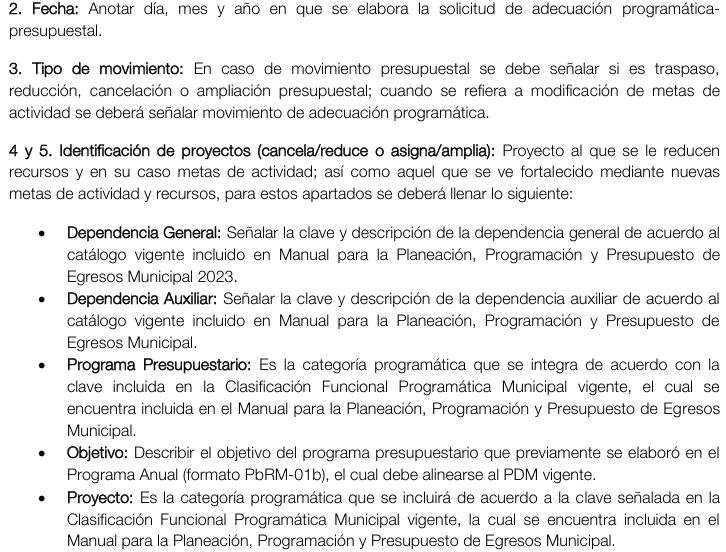 2. Fecha: Anotar día, mes y año en que se elabora la solicitud de adecuación programática-
presupuestal.
3. Tipo de movimiento: En caso de movimiento presupuestal se debe señalar si es traspaso,
reducción, cancelación o ampliación presupuestal; cuando se refiera a modificación de metas de
actividad se deberá señalar movimiento de adecuación programática.
4 y 5. Identificación de proyectos (cancela/reduce o asigna/amplia): Proyecto al que se le reducen
recursos y en su caso metas de actividad; así como aquel que se ve fortalecido mediante nuevas
metas de actividad y recursos, para estos apartados se deberá llenar lo siguiente:
• Dependencia General: Señalar la clave y descripción de la dependencia general de acuerdo al
catálogo vigente incluido en Manual para la Planeación, Programación y Presupuesto de
Egresos Municipal 2023.
• Dependencia Auxiliar: Señalar la clave y descripción de la dependencia auxiliar de acuerdo al
catálogo vigente incluido en Manual para la Planeación, Programación y Presupuesto de
Egresos Municipal.
• Programa Presupuestario: Es la categoría programática que se integra de acuerdo con la
clave incluida en la Clasificación Funcional Programática Municipal vigente, el cual se
encuentra incluida en el Manual para la Planeación, Programación y Presupuesto de Egresos
Municipal.
• Objetivo: Describir el objetivo del programa presupuestario que previamente se elaboró en el
Programa Anual (formato PbRM-01b), el cual debe alinearse al PDM vigente.
• Proyecto: Es la categoría programática que se incluirá de acuerdo a la clave señalada en la
Clasificación Funcional Programática Municipal vigente, la cual se encuentra incluida en el
Manual para la Planeación, Programación y Presupuesto de Egresos Municipal.